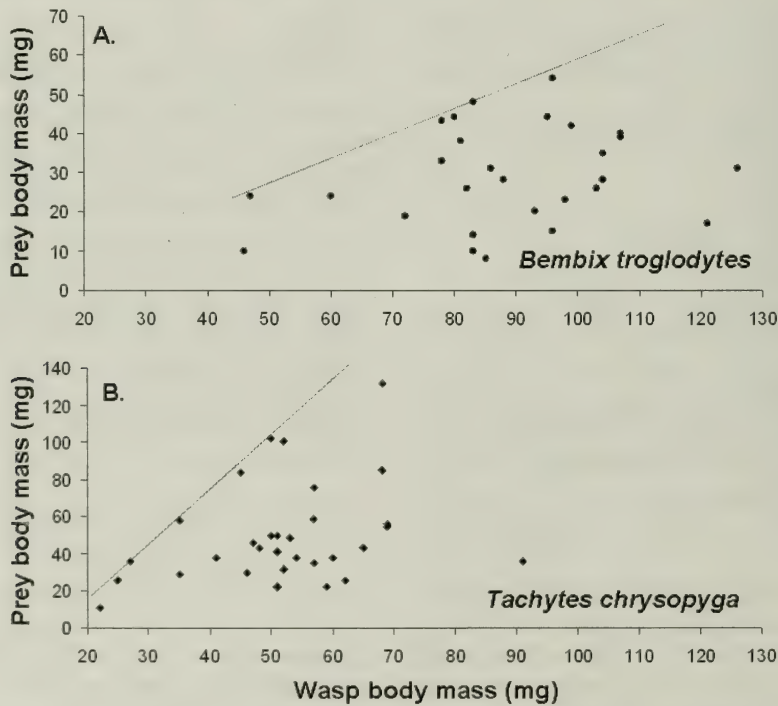 A.
Prey body mass (mg)
70
60
50
40
30
20
10
0
20 30 40 50 60 70 80 90 100 110 120 130
Bembix troglodytes
B.
Prey body mass (mg)
140
120
100
80
60
40
20
0
20 30 40 50 60 70 80 90 100 110 120 130
Tachytes chrysopyga
Wasp body mass (mg)